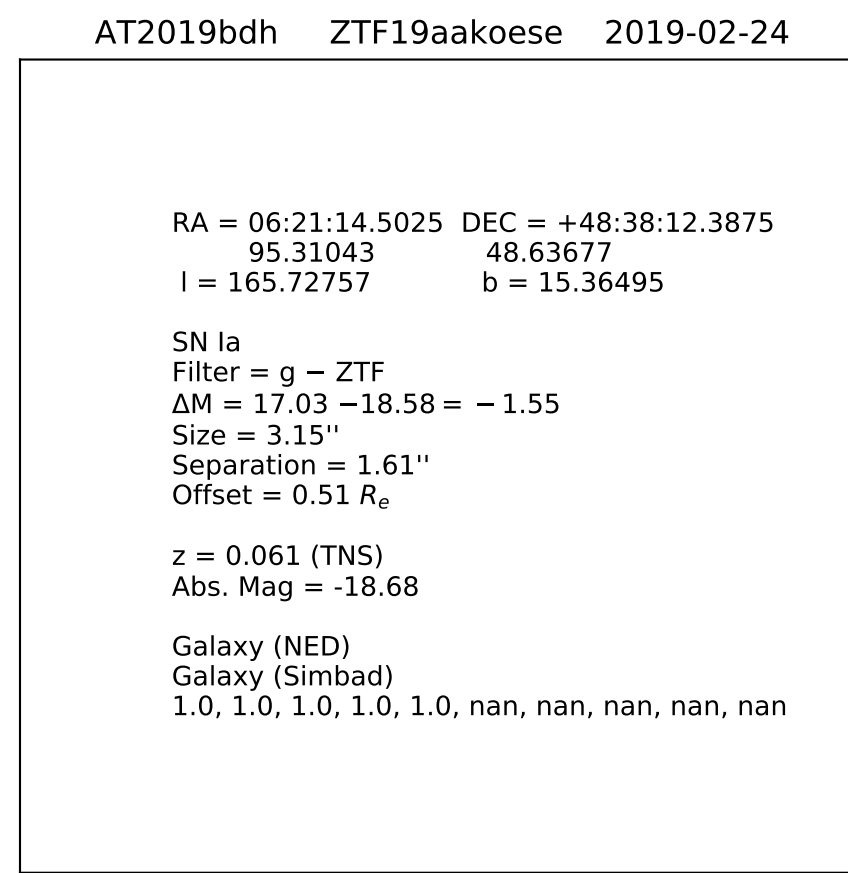 AT2019bdh ZTF19aakoese 2019-02-24
RA = 06:21:14.5025 DEC = +48:38:12.3875
95.31043 48.63677
l = 165.72757 b = 15.36495
SN Ia
Filter = g − ZTF
ΔM = 17.03 −18.58 = − 1.55
Size = 3.15''
Separation = 1.61''
Offset = 0.51 Rₑ
z = 0.061 (TNS)
Abs. Mag = -18.68
Galaxy (NED)
Galaxy (Simbad)
1.0, 1.0, 1.0, 1.0, 1.0, nan, nan, nan, nan, nan